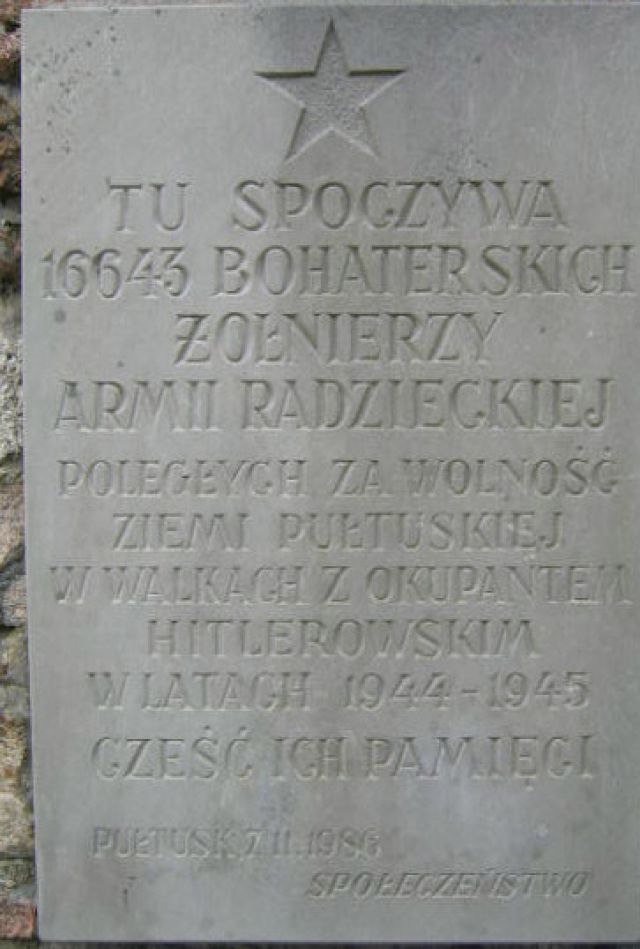 TU SPOCZYWA
16643 BOHATERSKICH
ŻOŁNIERZY
ARMII RADZIECKIEJ
POLEGŁYCH ZA WOLNOŚĆ
ZIEMI PUŁTUSKIEJ
W WALKACH Z OKUPANTEM
HITLEROWSKIM
W LATACH 1944-1945
CZEŚĆ ICH PAMIĘCI
PUŁTUSK, 7.11.1986
SPOŁECZEŃSTWO